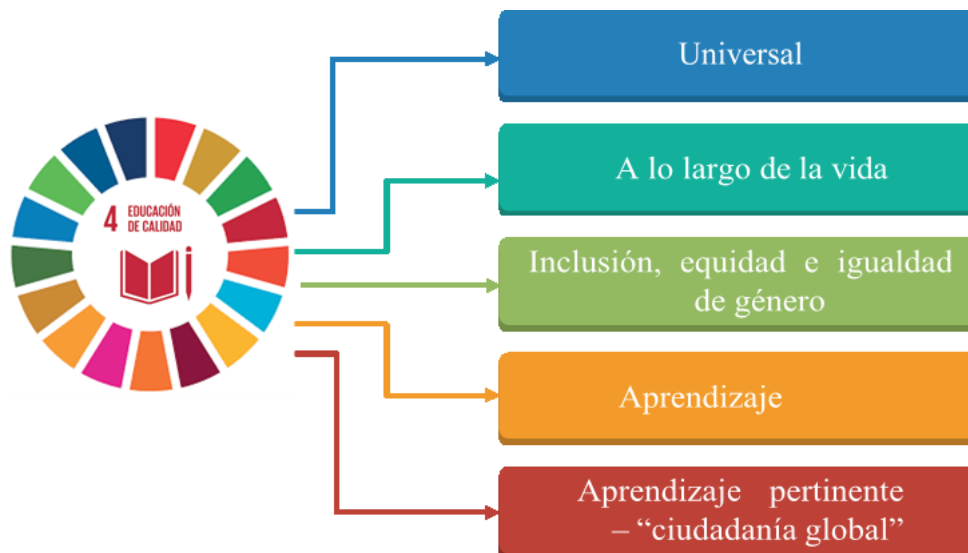 4 EDUCACIÓN
DE CALIDAD
Universal
A lo largo de la vida
Inclusión, equidad e igualdad
de género
Aprendizaje
Aprendizaje pertinente
– “ciudadanía global”